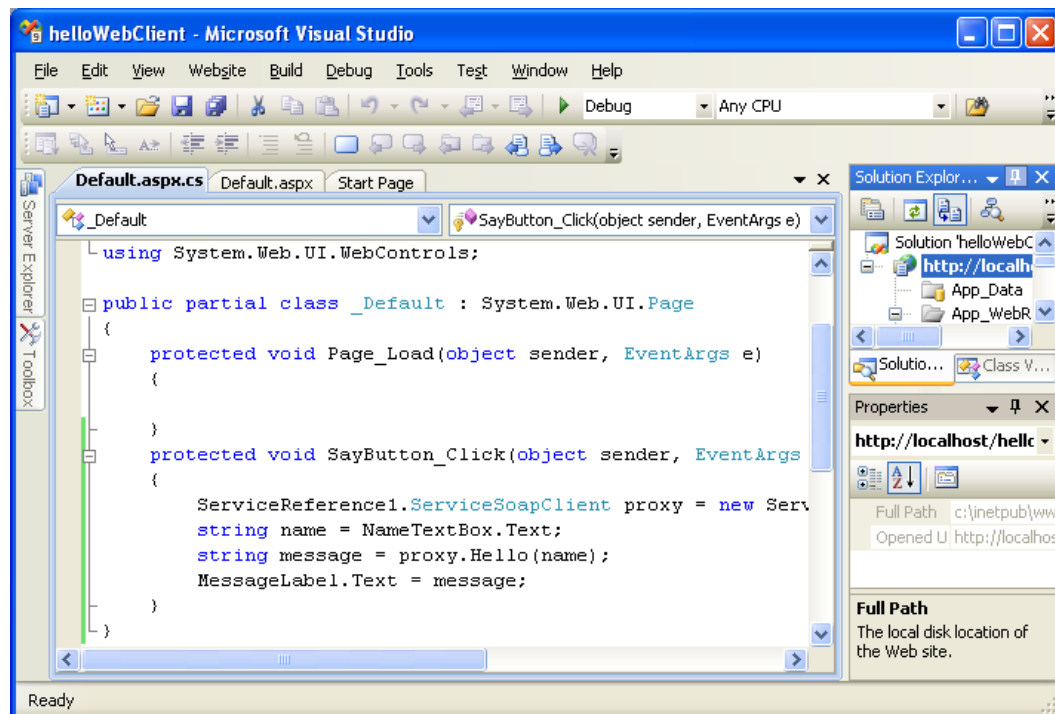 helloWebClient - Microsoft Visual Studio
File Edit View Website Build Debug Tools Test Window Help
Debug Any CPU
Server Explorer
Toolbox
Default.aspx.cs Default.aspx Start Page
_Default SayButton_Click(object sender, EventArgs e)
using System.Web.UI.WebControls;
public partial class _Default : System.Web.UI.Page
{
protected void Page_Load(object sender, EventArgs e)
{
}
protected void SayButton_Click(object sender, EventArgs
{
ServiceReference1.ServiceSoapClient proxy = new Serv
string name = NameTextBox.Text;
string message = proxy.Hello(name);
MessageLabel.Text = message;
}
}
Solution Explor...
Solution 'helloWebC
http://localh
App_Data
App_WebR
Solutio... Class V...
Properties
http://localhost/hellc
Full Path c:\inetpub\ww
Opened U http://localhos
Full Path
The local disk location of
the Web site.
Ready